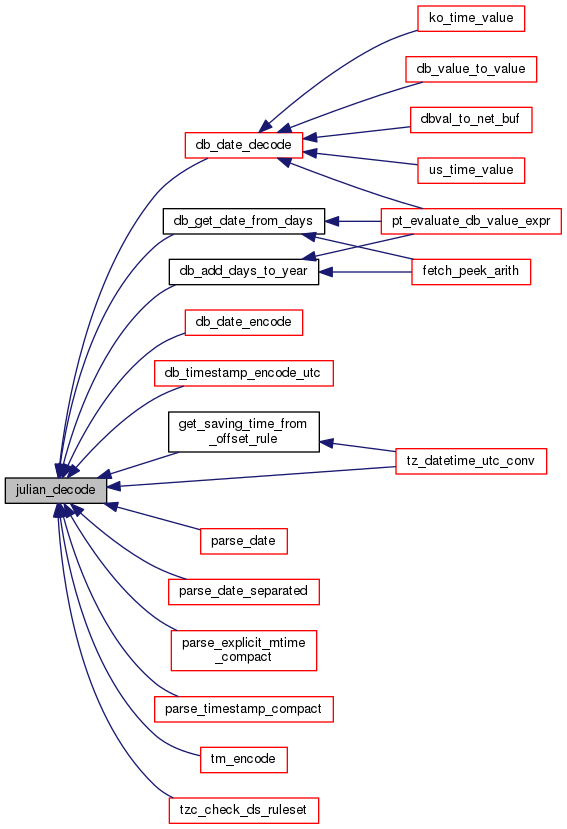 ko_time_value
db_value_to_value
dbval_to_net_buf
db_date_decode
us_time_value
db_get_date_from_days
pt_evaluate_db_value_expr
db_add_days_to_year
fetch_peek_arith
db_date_encode
db_timestamp_encode_utc
get_saving_time_from
_offset_rule
tz_datetime_utc_conv
julian_decode
parse_date
parse_date_separated
parse_explicit_mtime
_compact
parse_timestamp_compact
tm_encode
tzc_check_ds_ruleset